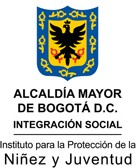 ALCALDÍA MAYOR
DE BOGOTÁ D.C.
INTEGRACIÓN SOCIAL
Instituto para la Protección de la
Niñez y Juventud